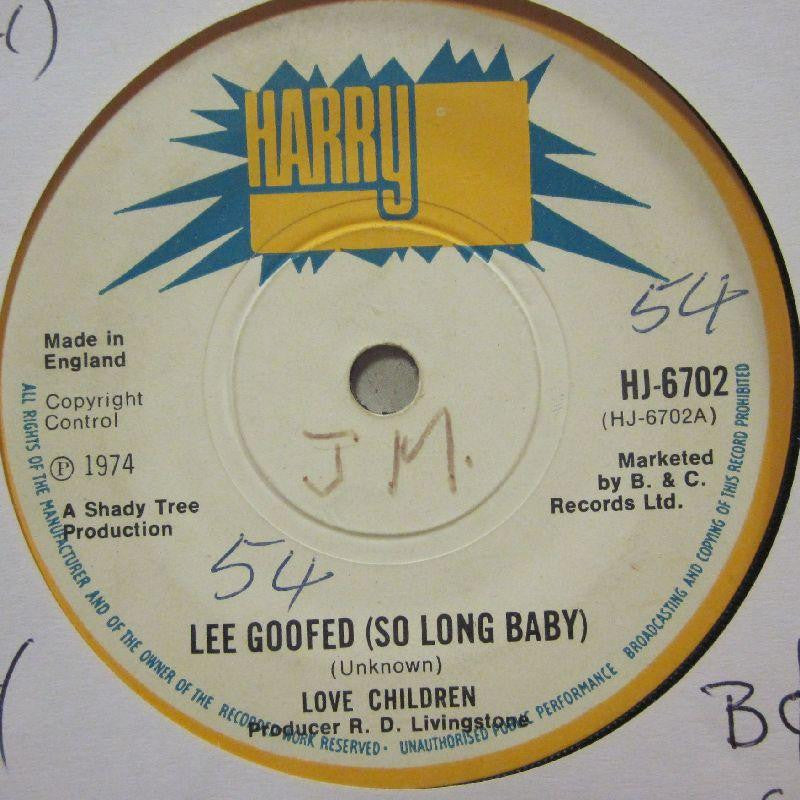 HARRY
54
Made in
England
Copyright
Control
℗ 1974
A Shady Tree
Production
HJ-6702
(HJ-6702A)
Marketed
by B. & C.
Records Ltd.
J M.
54
LEE GOOFED (SO LONG BABY)
(Unknown)
LOVE CHILDREN
Producer R. D. Livingstone
ALL RIGHTS OF THE MANUFACTURER AND OF THE OWNER OF THE RECORDED WORK RESERVED · UNAUTHORISED PUBLIC PERFORMANCE BROADCASTING AND COPYING OF THIS RECORD PROHIBITED